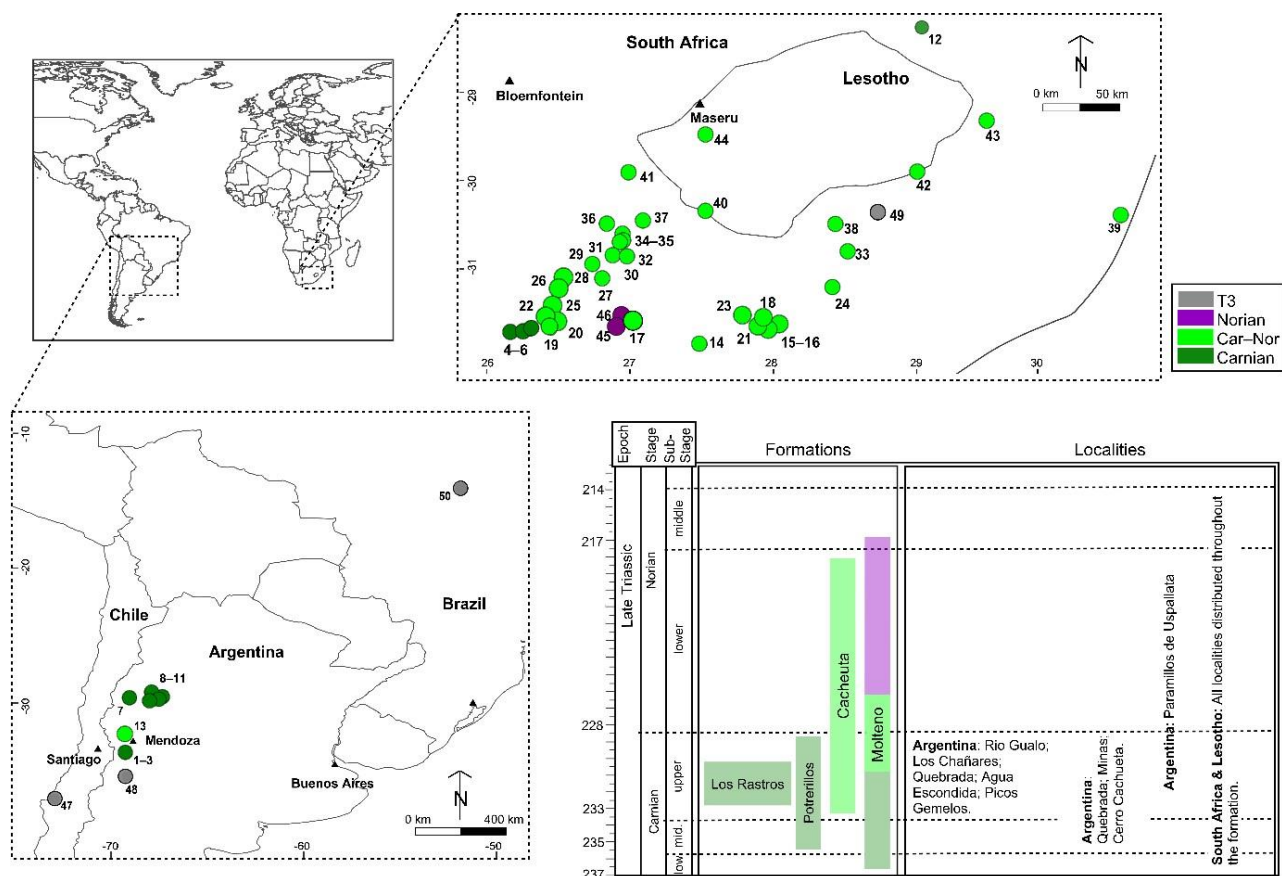 South Africa
12
N
Lesotho
0 km 50 km
-28
Bloemfontein
Maseru
43
44
-30
41
42
40
49
36
37
38
39
34–35
31
33
29
32
30
-31
26
28
24
27
22
25
23
18
46
20
4–6
19
45
17
14
21
15–16
26 27 28 29 30
T3
Norian
Car–Nor
Carnian
-10
50
-20
Chile
Brazil
Argentina
8–11
7
-30
13
Mendoza
Santiago
1–3
Buenos Aires
48
N
47
0 km 400 km
-70 -60 -50
Epoch
Stage
Sub-
Stage
Formations
Localities
214
217
228
233
235
237
Late Triassic
Norian
Carnian
middle
lower
upper
mid.
low.
Los Rastros
Potrerillos
Cacheuta
Molteno
Argentina: Rio Gualo;
Los Chañares;
Quebrada; Agua
Escondida; Picos
Gemelos.
Argentina:
Quebrada; Minas;
Cerro Cachueta.
Argentina: Paramillos de Uspallata
South Africa & Lesotho: All localities distributed throughout
the formation.